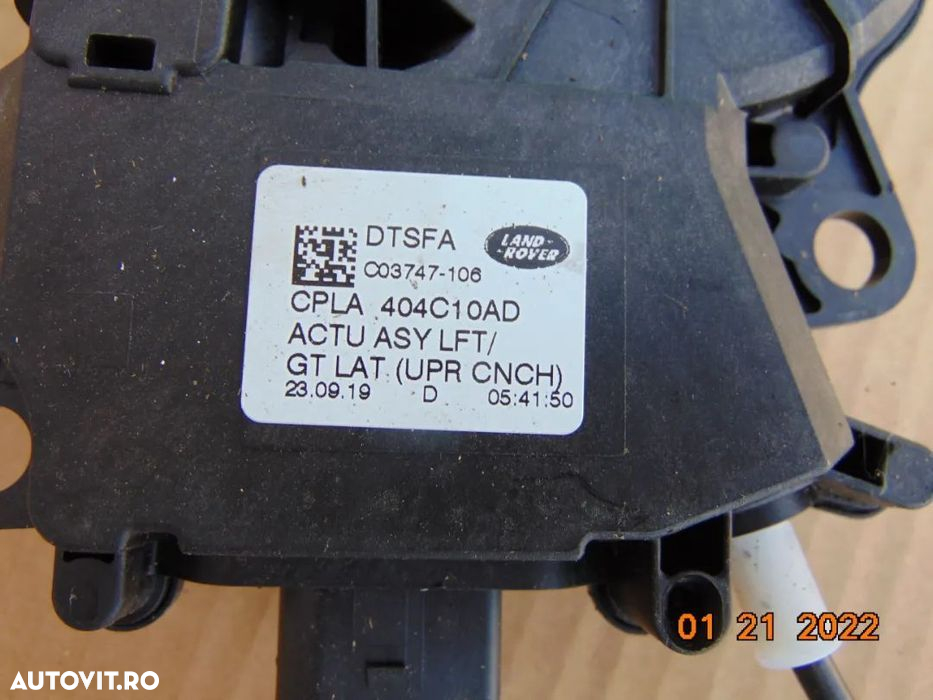 DTSFA
LAND-
ROVER
C03747-106
CPLA 404C10AD
ACTU ASY LFT/
GT LAT (UPR CNCH)
23.09.19 D 05:41:50
01 21 2022
AUTOVIT.RO